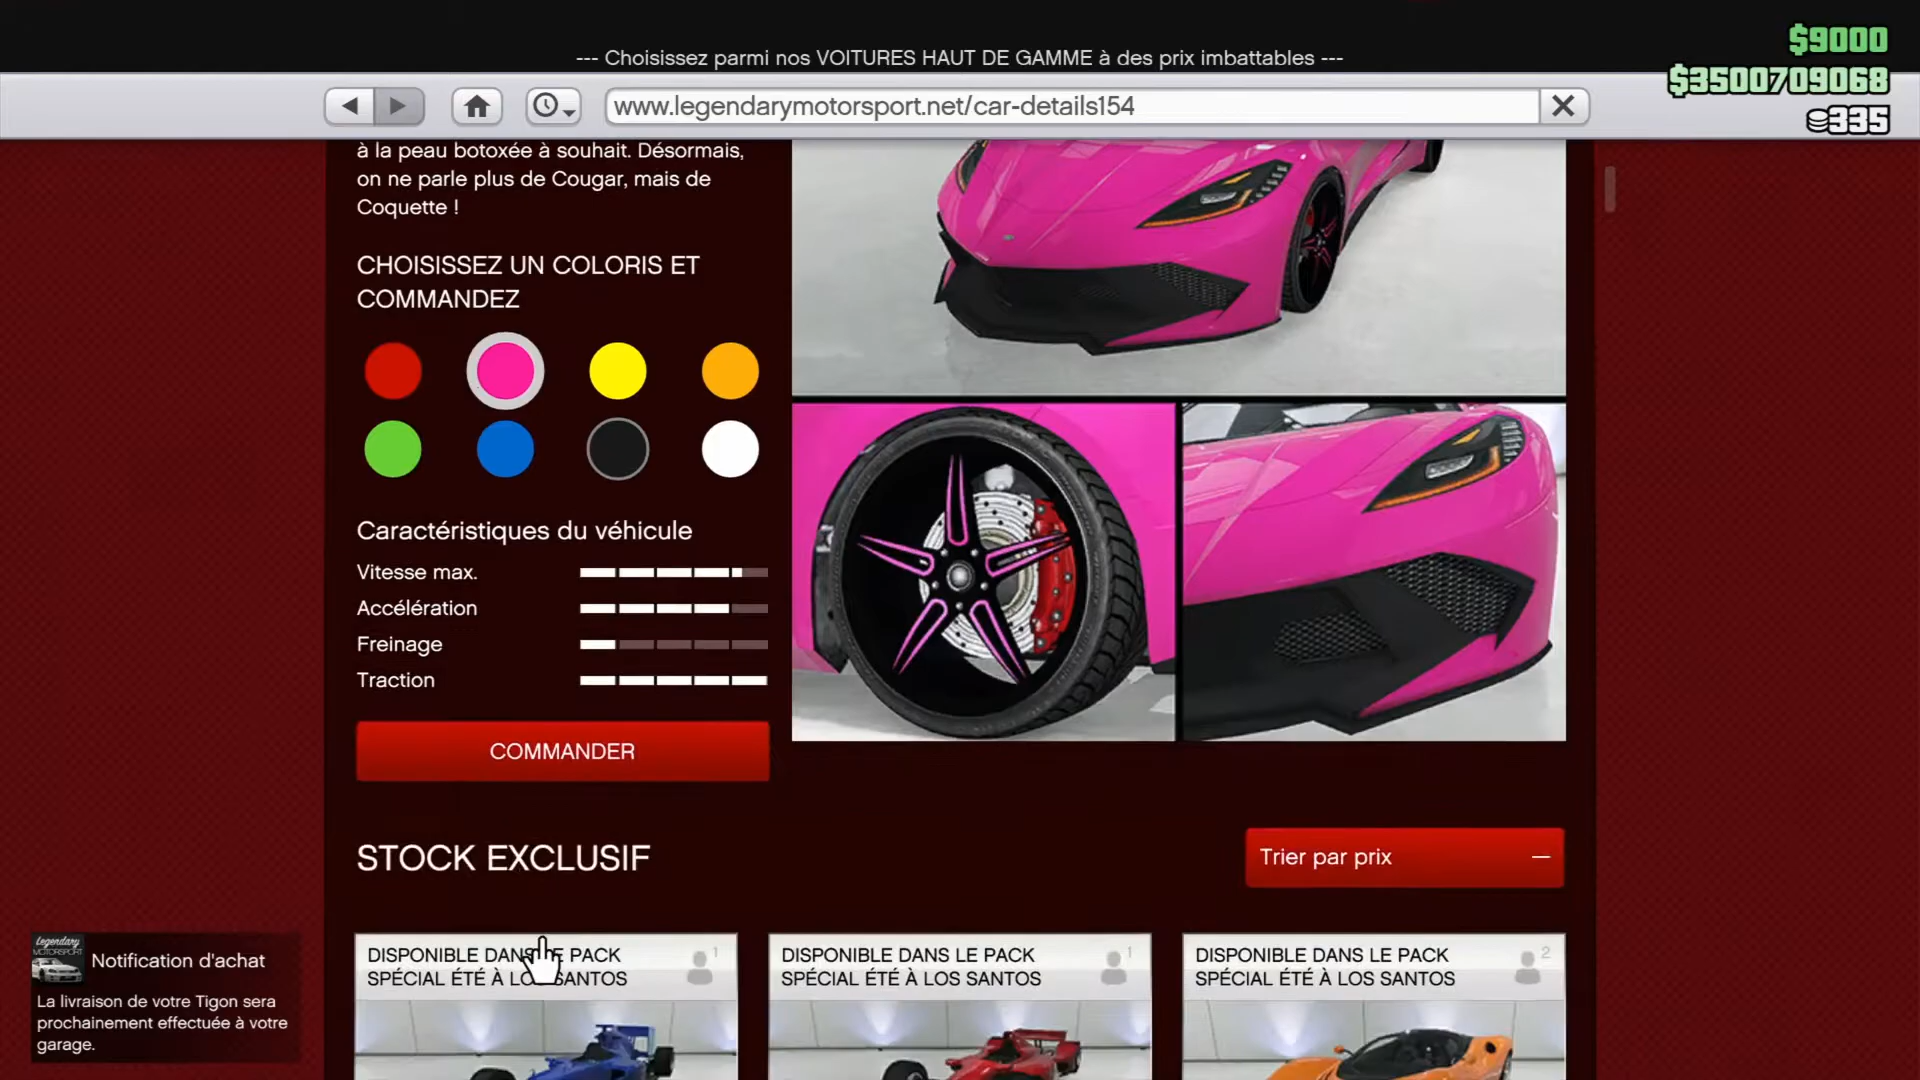 --- Choisissez parmi nos VOITURES HAUT DE GAMME à des prix imbattables ---
$9000
$3500709068
335
www.legendarymotorsport.net/car-details154
à la peau botoxée à souhait. Désormais,
on ne parle plus de Cougar, mais de
Coquette !
CHOISISSEZ UN COLORIS ET
COMMANDEZ
Caractéristiques du véhicule
Vitesse max.
Accélération
Freinage
Traction
COMMANDER
STOCK EXCLUSIF
Trier par prix
DISPONIBLE DANS LE PACK
SPÉCIAL ÉTÉ À LOS SANTOS
1
DISPONIBLE DANS LE PACK
SPÉCIAL ÉTÉ À LOS SANTOS
1
DISPONIBLE DANS LE PACK
SPÉCIAL ÉTÉ À LOS SANTOS
2
Legendary
MOTORSPORT
Notification d'achat
La livraison de votre Tigon sera
prochainement effectuée à votre
garage.